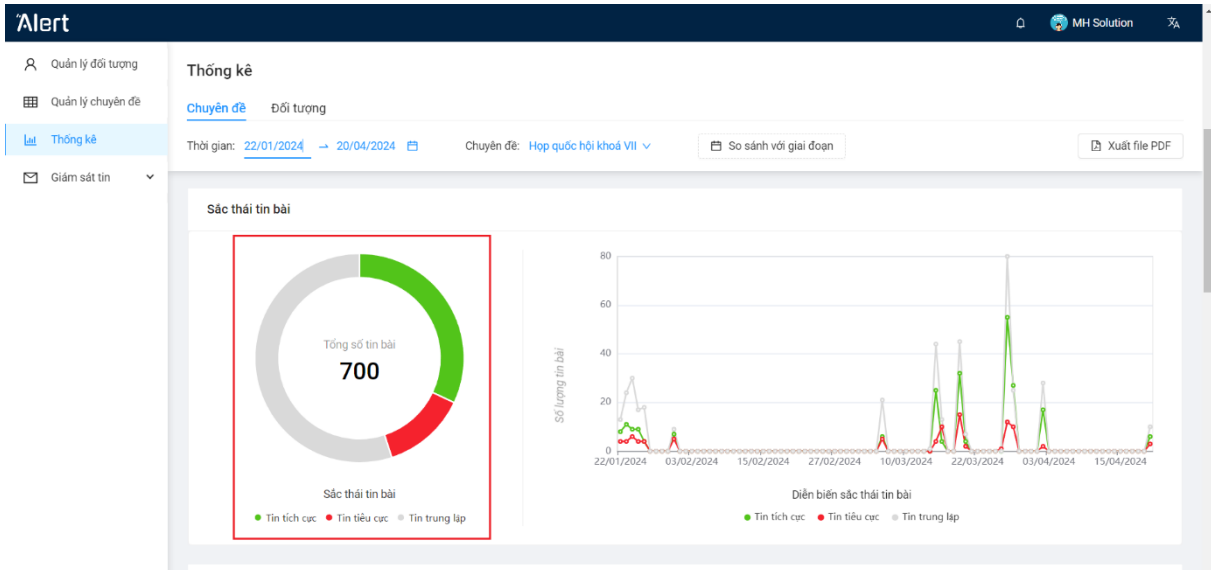 Alert
MH Solution
Quản lý đối tượng
Quản lý chuyên đề
Thống kê
Giám sát tin
Thống kê
Chuyên đề Đối tượng
Thời gian: 22/01/2024 → 20/04/2024 Chuyên đề: Họp quốc hội khoá VII So sánh với giai đoạn Xuất file PDF
Sắc thái tin bài
Tổng số tin bài
700
Sắc thái tin bài
Tin tích cực Tin tiêu cực Tin trung lập
Số lượng tin bài
80
60
40
20
0
22/01/2024 03/02/2024 15/02/2024 27/02/2024 10/03/2024 22/03/2024 03/04/2024 15/04/2024
Diễn biến sắc thái tin bài
Tin tích cực Tin tiêu cực Tin trung lập